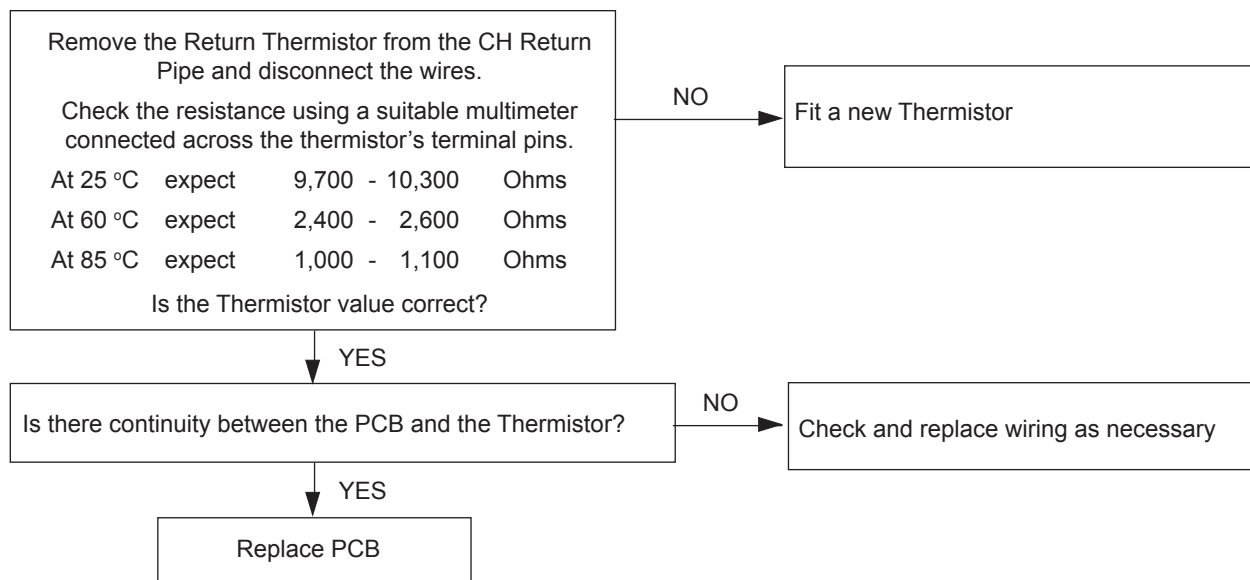 Remove the Return Thermistor from the CH Return
Pipe and disconnect the wires.
Check the resistance using a suitable multimeter
connected across the thermistor’s terminal pins.
At 25 °C expect 9,700 - 10,300 Ohms
At 60 °C expect 2,400 - 2,600 Ohms
At 85 °C expect 1,000 - 1,100 Ohms
Is the Thermistor value correct?
NO
Fit a new Thermistor
YES
Is there continuity between the PCB and the Thermistor?
NO
Check and replace wiring as necessary
YES
Replace PCB